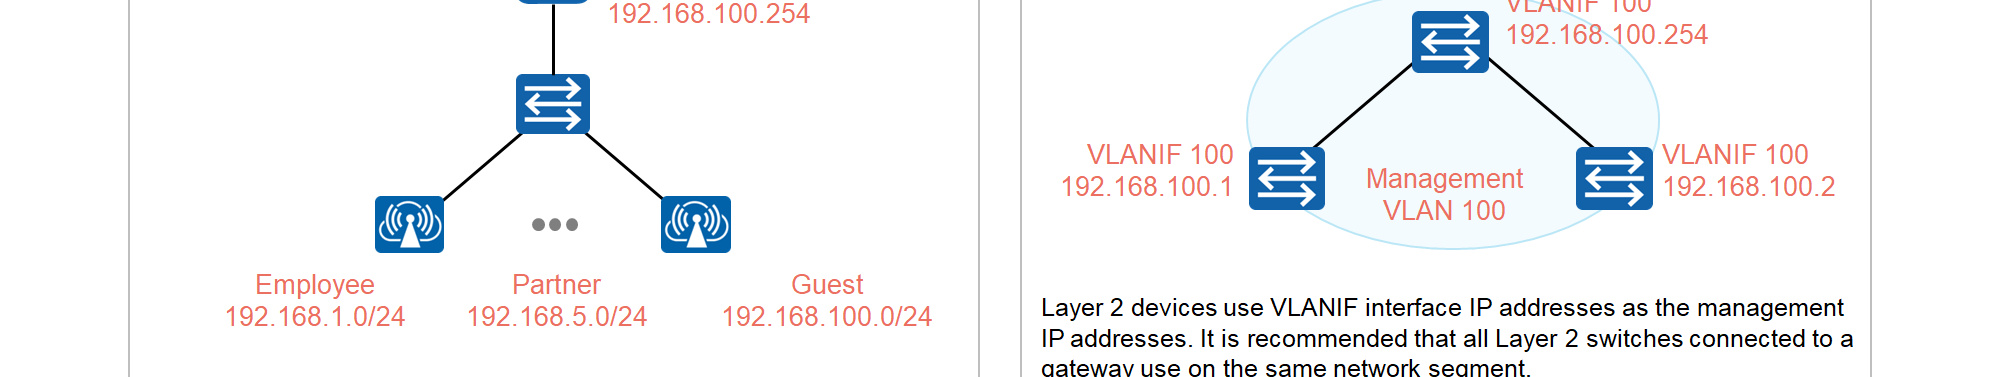 192.168.100.254
Employee
192.168.1.0/24
Partner
192.168.5.0/24
Guest
192.168.100.0/24
VLANIF 100
192.168.100.254
VLANIF 100
192.168.100.1
Management
VLAN 100
VLANIF 100
192.168.100.2
Layer 2 devices use VLANIF interface IP addresses as the management
IP addresses. It is recommended that all Layer 2 switches connected to a
gateway use on the same network segment.